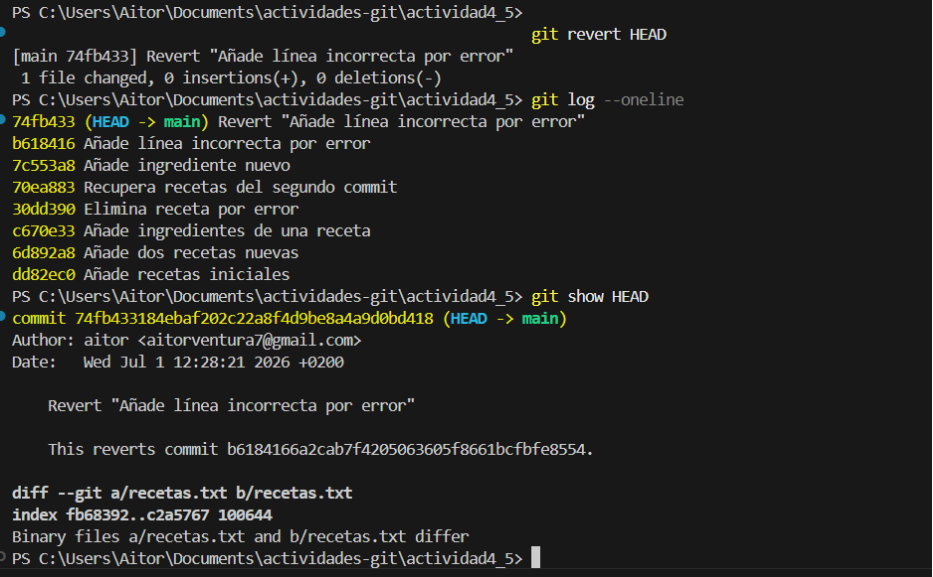 PS C:\Users\Aitor\Documents\actividades-git\actividad4_5>
git revert HEAD
[main 74fb433] Revert "Añade línea incorrecta por error"
 1 file changed, 0 insertions(+), 0 deletions(-)
PS C:\Users\Aitor\Documents\actividades-git\actividad4_5> git log --oneline
74fb433 (HEAD -> main) Revert "Añade línea incorrecta por error"
b618416 Añade línea incorrecta por error
7c553a8 Añade ingrediente nuevo
70ea883 Recupera recetas del segundo commit
30dd390 Elimina receta por error
c670e33 Añade ingredientes de una receta
6d892a8 Añade dos recetas nuevas
dd82ec0 Añade recetas iniciales
PS C:\Users\Aitor\Documents\actividades-git\actividad4_5> git show HEAD
commit 74fb433184ebaf202c22a8f4d9be8a4a9d0bd418 (HEAD -> main)
Author: aitor <aitorventura7@gmail.com>
Date:   Wed Jul 1 12:28:21 2026 +0200

    Revert "Añade línea incorrecta por error"

    This reverts commit b6184166a2cab7f4205063605f8661bcfbfe8554.

diff --git a/recetas.txt b/recetas.txt
index fb68392..c2a5767 100644
Binary files a/recetas.txt and b/recetas.txt differ
PS C:\Users\Aitor\Documents\actividades-git\actividad4_5>